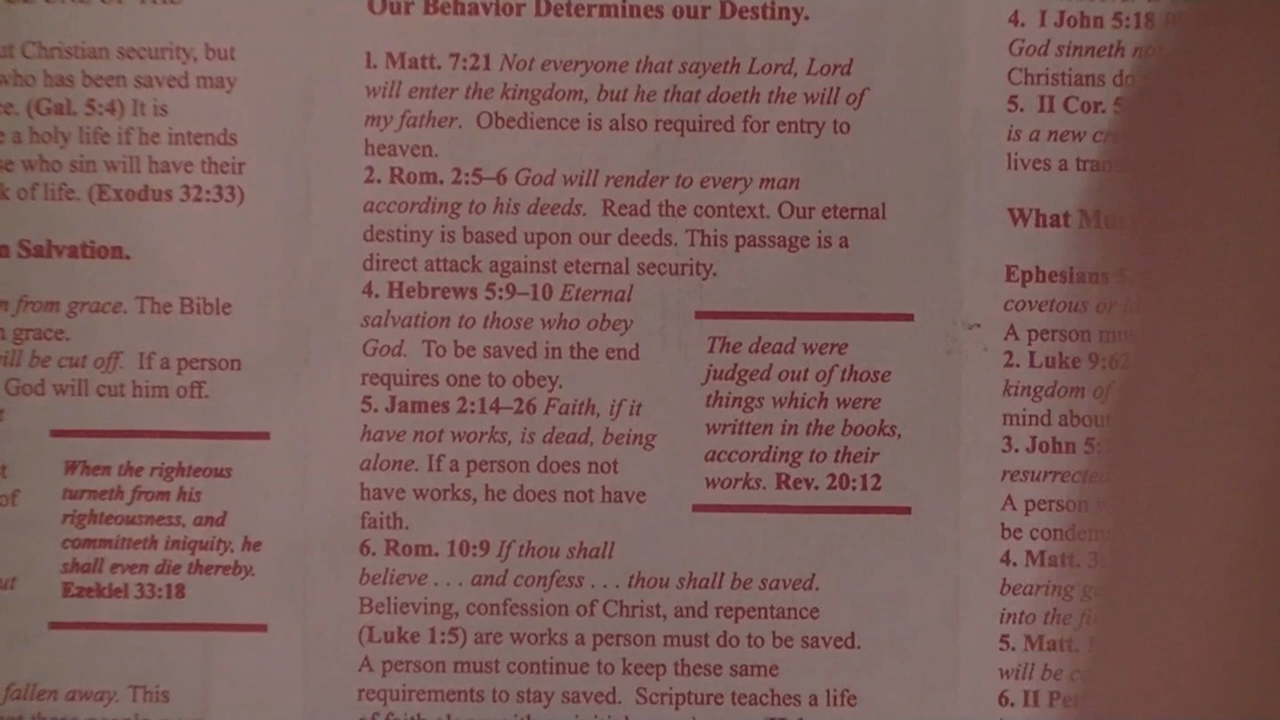 ut Christian security, but
who has been saved may
ce. (Gal. 5:4) It is
e a holy life if he intends
se who sin will have their
k of life. (Exodus 32:33)
n Salvation.
n from grace. The Bible
n grace.
ill be cut off. If a person
God will cut him off.
t
of
When the righteous
turneth from his
righteousness, and
committeth iniquity, he
shall even die thereby.
Ezekiel 33:18
ut
fallen away. This
Our Behavior Determines our Destiny.
1. Matt. 7:21 Not everyone that sayeth Lord, Lord
will enter the kingdom, but he that doeth the will of
my father. Obedience is also required for entry to
heaven.
2. Rom. 2:5–6 God will render to every man
according to his deeds. Read the context. Our eternal
destiny is based upon our deeds. This passage is a
direct attack against eternal security.
4. Hebrews 5:9–10 Eternal
salvation to those who obey
God. To be saved in the end
requires one to obey.
5. James 2:14–26 Faith, if it
have not works, is dead, being
alone. If a person does not
have works, he does not have
faith.
6. Rom. 10:9 If thou shall
believe . . . and confess . . . thou shall be saved.
Believing, confession of Christ, and repentance
(Luke 1:5) are works a person must do to be saved.
A person must continue to keep these same
requirements to stay saved. Scripture teaches a life
The dead were
judged out of those
things which were
written in the books,
according to their
works. Rev. 20:12
4. I John 5:18
God sinneth
Christians do
5. II Cor. 5
is a new
lives a
What
Ephesians
covetous or
A person
2. Luke 9:62
kingdom of
mind about
3. John 5:
resurrected
A person
be
4. Matt. 3:
bearing
into the
5. Matt.
will be
6. II